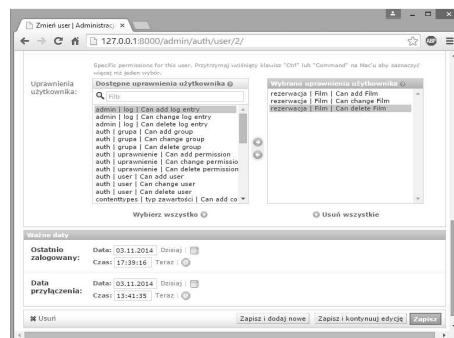 Zmień user | Administrac
127.0.0.1:8000/admin/auth/user/2/
Specific permissions for this user. Przytrzymaj wciśnięty klawisz "Ctrl" lub "Command" na Mac'u aby zaznaczyć więcej niż jeden wybór.
Uprawnienia użytkownika:
Dostępne uprawnienia użytkownika
Filtr
admin | log | Can add log entry
admin | log | Can change log entry
admin | log | Can delete log entry
auth | grupa | Can add group
auth | grupa | Can change group
auth | grupa | Can delete group
auth | uprawnienie | Can add permission
auth | uprawnienie | Can change permissio
auth | uprawnienie | Can delete permission
auth | user | Can add user
auth | user | Can change user
auth | user | Can delete user
contenttypes | typ zawartości | Can add co
Wybierz wszystko
Wybrano uprawnienia użytkownika
rezerwacja | Film | Can add Film
rezerwacja | Film | Can change Film
rezerwacja | Film | Can delete Film
Usuń wszystkie
Ważne daty
Ostatnio zalogowany:
Data: 03.11.2014 Dzisiaj |
Czas: 17:39:16 Teraz |
Data przyłączenia:
Data: 03.11.2014 Dzisiaj |
Czas: 13:41:35 Teraz |
Usuń
Zapisz i dodaj nowe
Zapisz i kontynuuj edycję
Zapisz